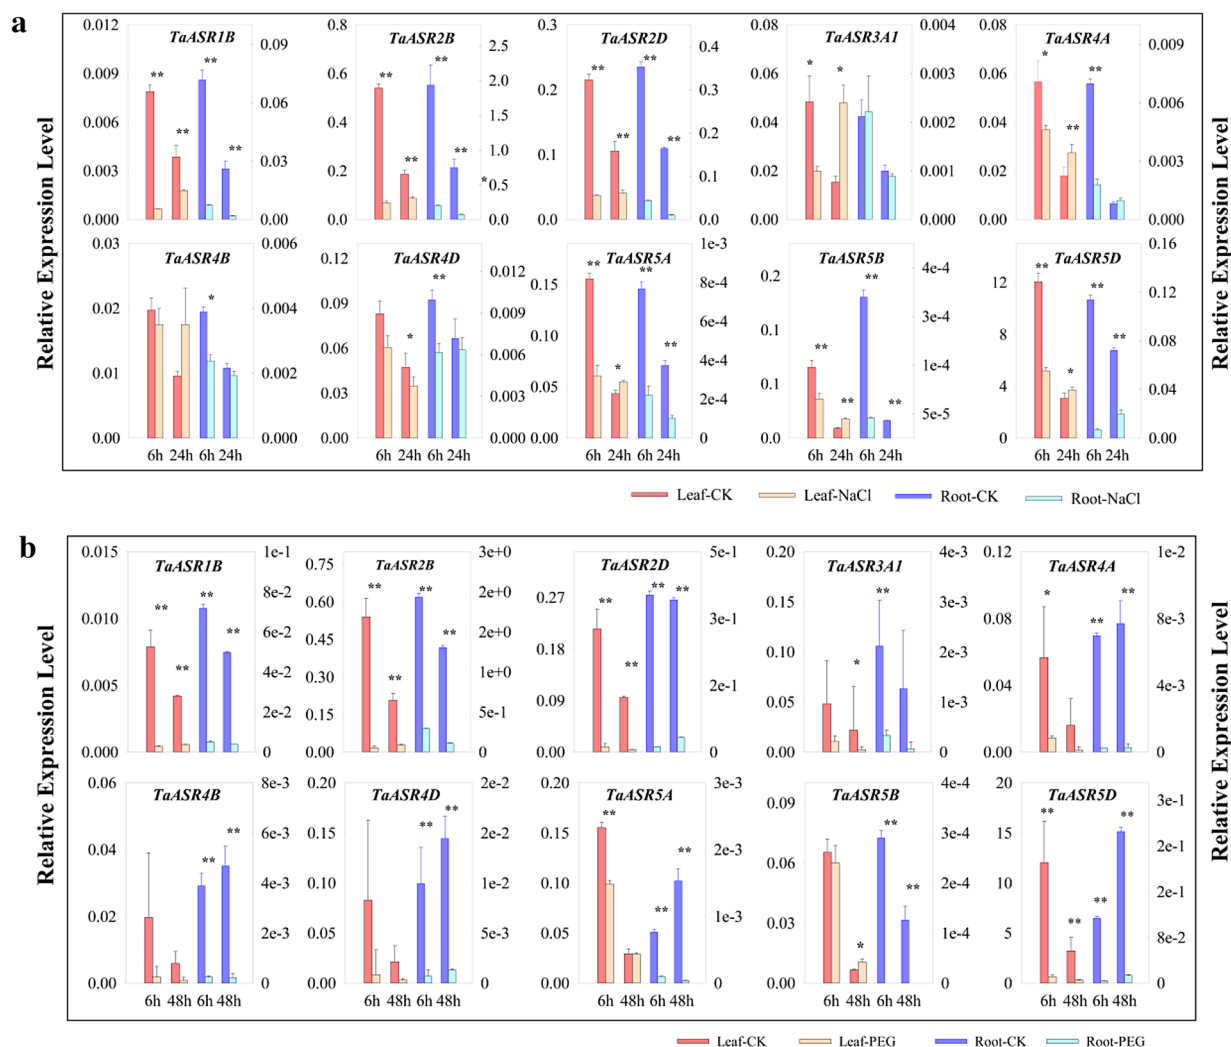 a
Relative Expression Level
Relative Expression Level
TaASR1B
TaASR2B
TaASR2D
TaASR3A1
TaASR4A
0.012
0.009
0.006
0.003
0.000
**
**
**
**
0.09
0.06
0.03
0.00
0.8
0.6
0.4
0.2
0.0
**
**
**
**
*
2.5
2.0
1.5
1.0
0.5
0.0
0.3
0.2
0.1
0.0
**
**
**
**
0.4
0.3
0.2
0.1
0.0
0.08
0.06
0.04
0.02
0.00
*
*
0.004
0.003
0.002
0.001
0.000
0.08
0.06
0.04
0.02
0.00
*
**
**
0.009
0.006
0.003
0.000
TaASR4B
TaASR4D
TaASR5A
TaASR5B
TaASR5D
0.03
0.02
0.01
0.00
*
0.006
0.004
0.002
0.000
0.12
0.09
0.06
0.03
0.00
*
**
0.012
0.009
0.006
0.003
0.000
0.15
0.10
0.05
0.00
**
*
**
**
1e-3
8e-4
6e-4
4e-4
2e-4
0
0.2
0.1
0.1
0.0
**
**
**
**
4e-4
3e-4
1e-4
5e-5
12
8
4
0
**
*
**
**
0.16
0.12
0.08
0.04
0.00
6h 24h 6h 24h
6h 24h 6h 24h
6h 24h 6h 24h
6h 24h 6h 24h
6h 24h 6h 24h
Leaf-CK Leaf-NaCl Root-CK Root-NaCl
b
Relative Expression Level
Relative Expression Level
TaASR1B
TaASR2B
TaASR2D
TaASR3A1
TaASR4A
0.015
0.010
0.005
0.000
**
**
**
**
1e-1
8e-2
6e-2
5e-2
2e-2
0
0.75
0.60
0.45
0.30
0.15
0.00
**
**
**
**
3e+0
2e+0
2e+0
1e+0
5e-1
0
0.27
0.18
0.09
0.00
**
**
**
**
5e-1
3e-1
2e-1
0
0.20
0.15
0.10
0.05
0.00
*
**
4e-3
3e-3
2e-3
1e-3
0
0.12
0.08
0.04
0.00
*
**
**
1e-2
8e-3
4e-3
0
TaASR4B
TaASR4D
TaASR5A
TaASR5B
TaASR5D
0.06
0.04
0.02
0.00
**
**
8e-3
6e-3
4e-3
2e-3
0
0.20
0.15
0.10
0.05
0.00
**
**
2e-2
2e-2
1e-2
5e-3
0
0.20
0.15
0.10
0.05
0.00
**
**
**
3e-3
2e-3
1e-3
0
0.09
0.06
0.03
0.00
*
**
**
4e-4
3e-4
2e-4
1e-4
0
20
15
10
5
0
**
**
**
**
3e-1
2e-1
2e-1
8e-2
0
6h 48h 6h 48h
6h 48h 6h 48h
6h 48h 6h 48h
6h 48h 6h 48h
6h 48h 6h 48h
Leaf-CK Leaf-PEG Root-CK Root-PEG